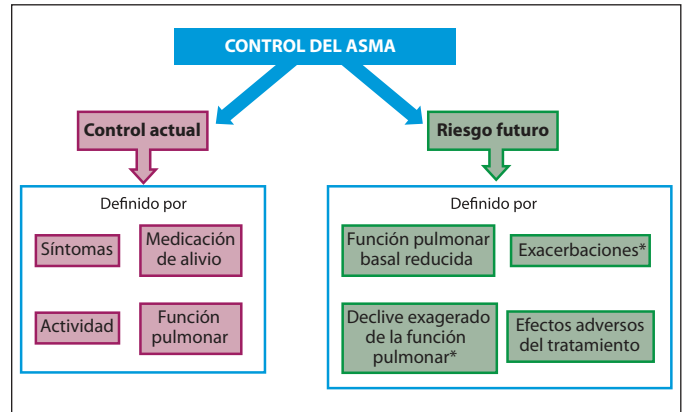 CONTROL DEL ASMA
Control actual
Riesgo futuro
Definido por
Síntomas
Medicación
de alivio
Actividad
Función
pulmonar
Definido por
Función pulmonar
basal reducida
Exacerbaciones*
Declive exagerado
de la función
pulmonar*
Efectos adversos
del tratamiento